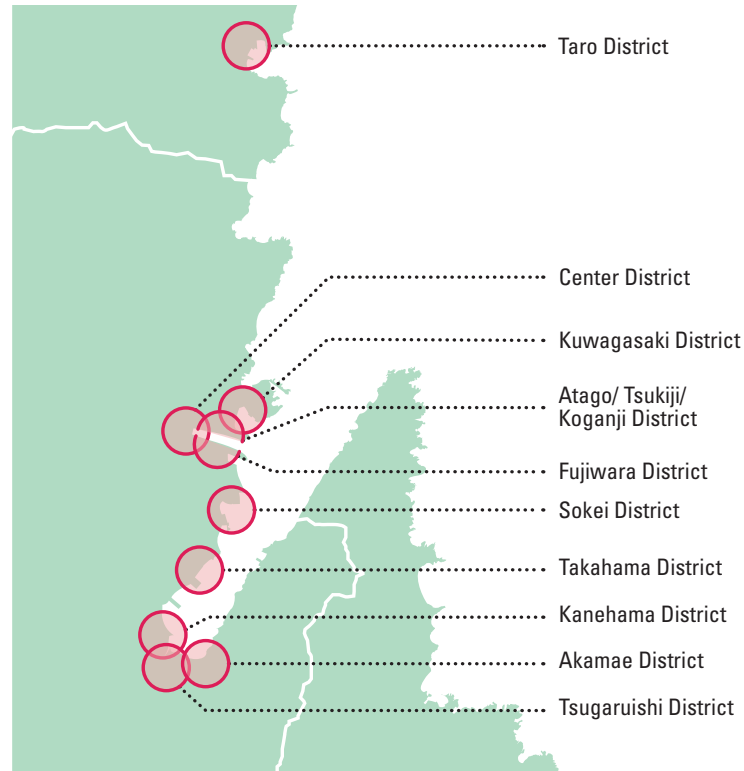 Taro District
Center District
Kuwagasaki District
Atago/ Tsukiji/
Koganji District
Fujiwara District
Sokei District
Takahama District
Kanehama District
Akamae District
Tsugaruishi District